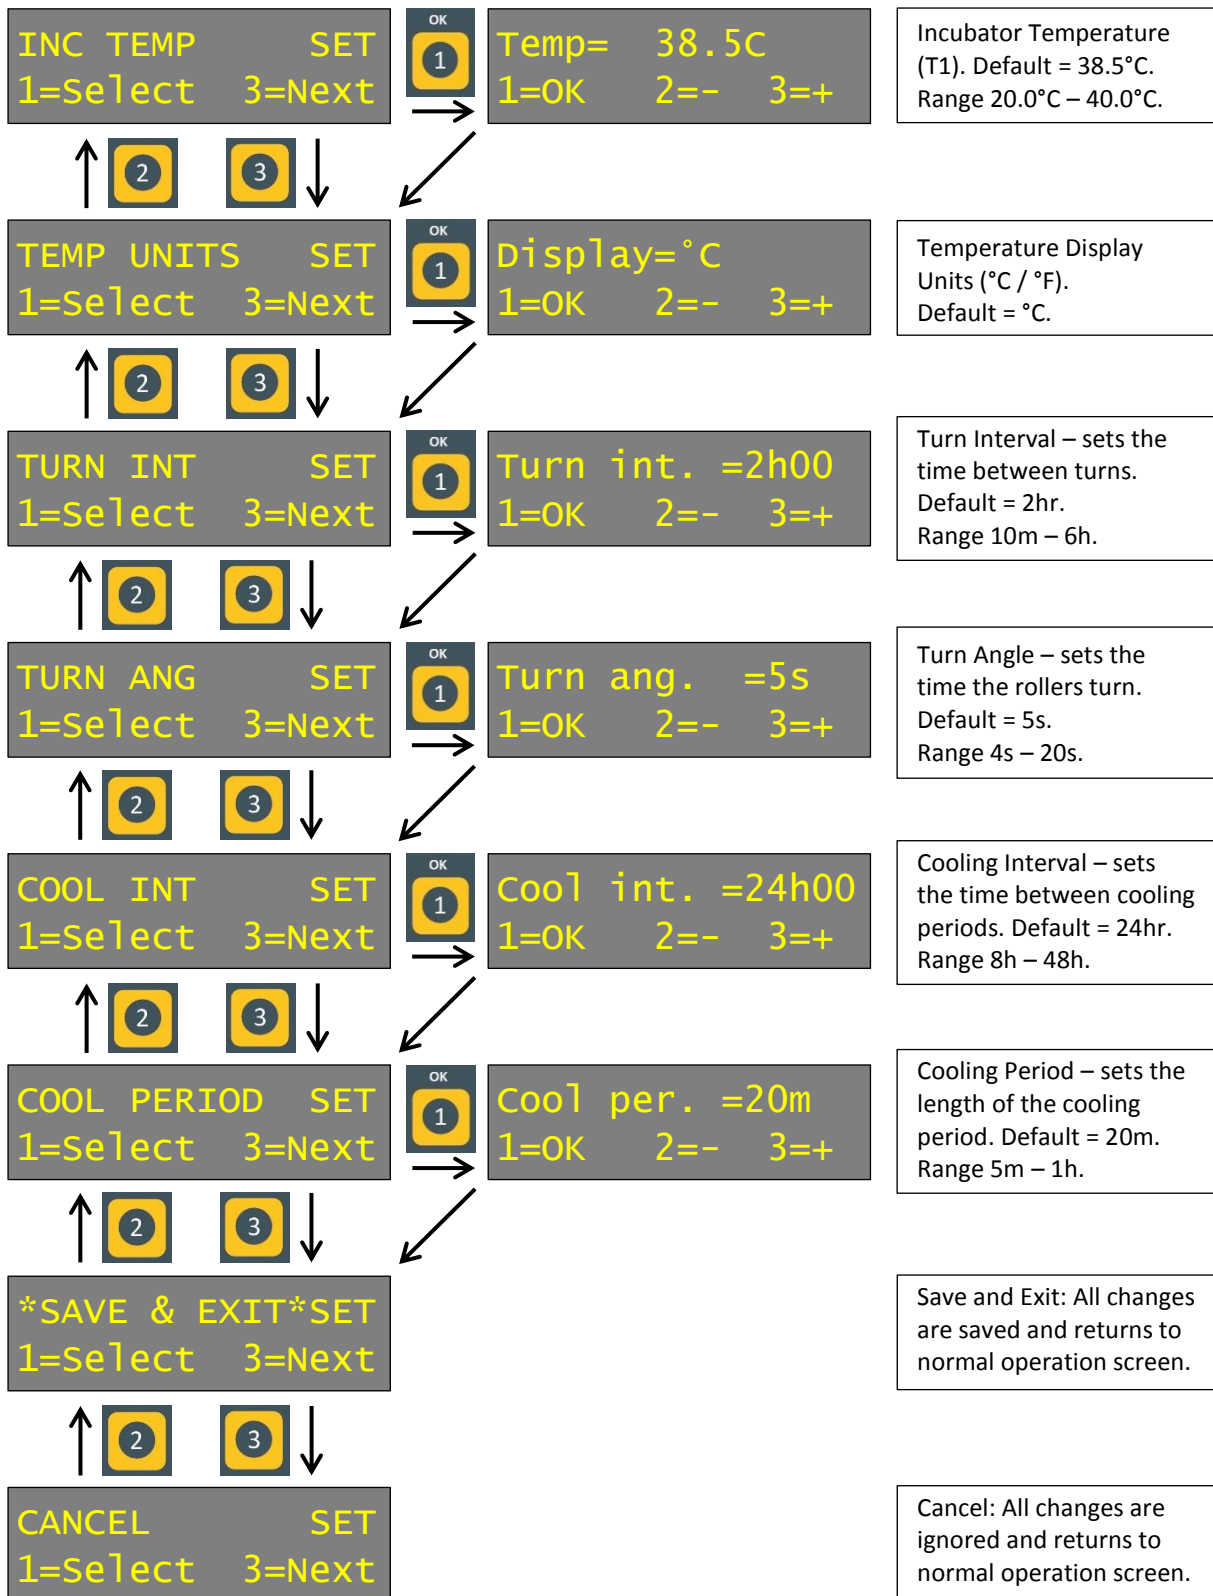 INC TEMP SET
1=Select 3=Next
OK
1
Temp= 38.5C
1=OK 2=- 3=+
Incubator Temperature
(T1). Default = 38.5°C.
Range 20.0°C – 40.0°C.
2 3
TEMP UNITS SET
1=Select 3=Next
OK
1
Display=°C
1=OK 2=- 3=+
Temperature Display
Units (°C / °F).
Default = °C.
2 3
TURN INT SET
1=Select 3=Next
OK
1
Turn int. =2h00
1=OK 2=- 3=+
Turn Interval – sets the
time between turns.
Default = 2hr.
Range 10m – 6h.
2 3
TURN ANG SET
1=Select 3=Next
OK
1
Turn ang. =5s
1=OK 2=- 3=+
Turn Angle – sets the
time the rollers turn.
Default = 5s.
Range 4s – 20s.
2 3
COOL INT SET
1=Select 3=Next
OK
1
Cool int. =24h00
1=OK 2=- 3=+
Cooling Interval – sets
the time between cooling
periods. Default = 24hr.
Range 8h – 48h.
2 3
COOL PERIOD SET
1=Select 3=Next
OK
1
Cool per. =20m
1=OK 2=- 3=+
Cooling Period – sets the
length of the cooling
period. Default = 20m.
Range 5m – 1h.
2 3
*SAVE & EXIT*SET
1=Select 3=Next
Save and Exit: All changes
are saved and returns to
normal operation screen.
2 3
CANCEL SET
1=Select 3=Next
Cancel: All changes are
ignored and returns to
normal operation screen.